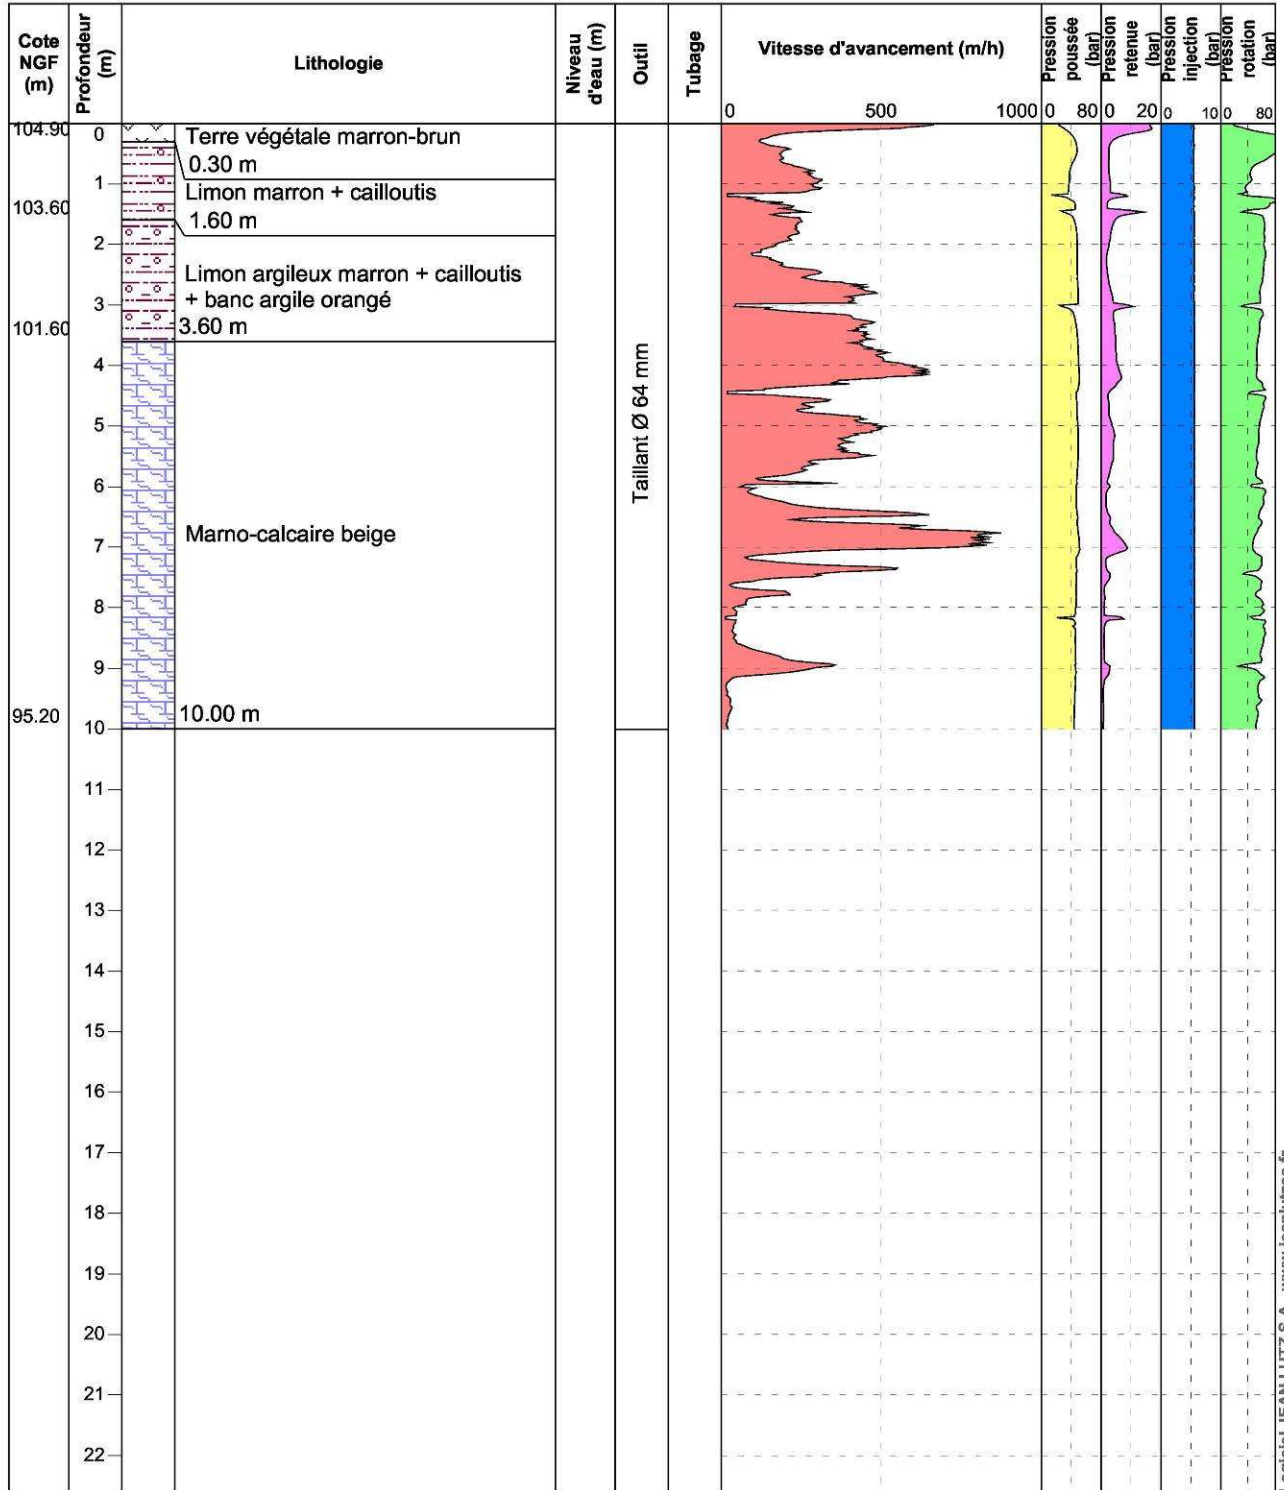 Cote
NGF
(m)
Profondeur
(m)
Lithologie
Niveau
d'eau (m)
Outil
Tubage
Vitesse d'avancement (m/h)
Pression
poussée
(bar)
Pression
retenue
(bar)
Pression
injection
(bar)
Pression
rotation
(bar)
0 500 1000
0 80
0 20
0 10
0 80
104.90
103.60
101.60
95.20
0
1
2
3
4
5
6
7
8
9
10
11
12
13
14
15
16
17
18
19
20
21
22
Terre végétale marron-brun
0.30 m
Limon marron + cailloutis
1.60 m
Limon argileux marron + cailloutis
+ banc argile orangé
3.60 m
Marno-calcaire beige
10.00 m
Taillant Ø 64 mm
JEAN LUTZ S.A.